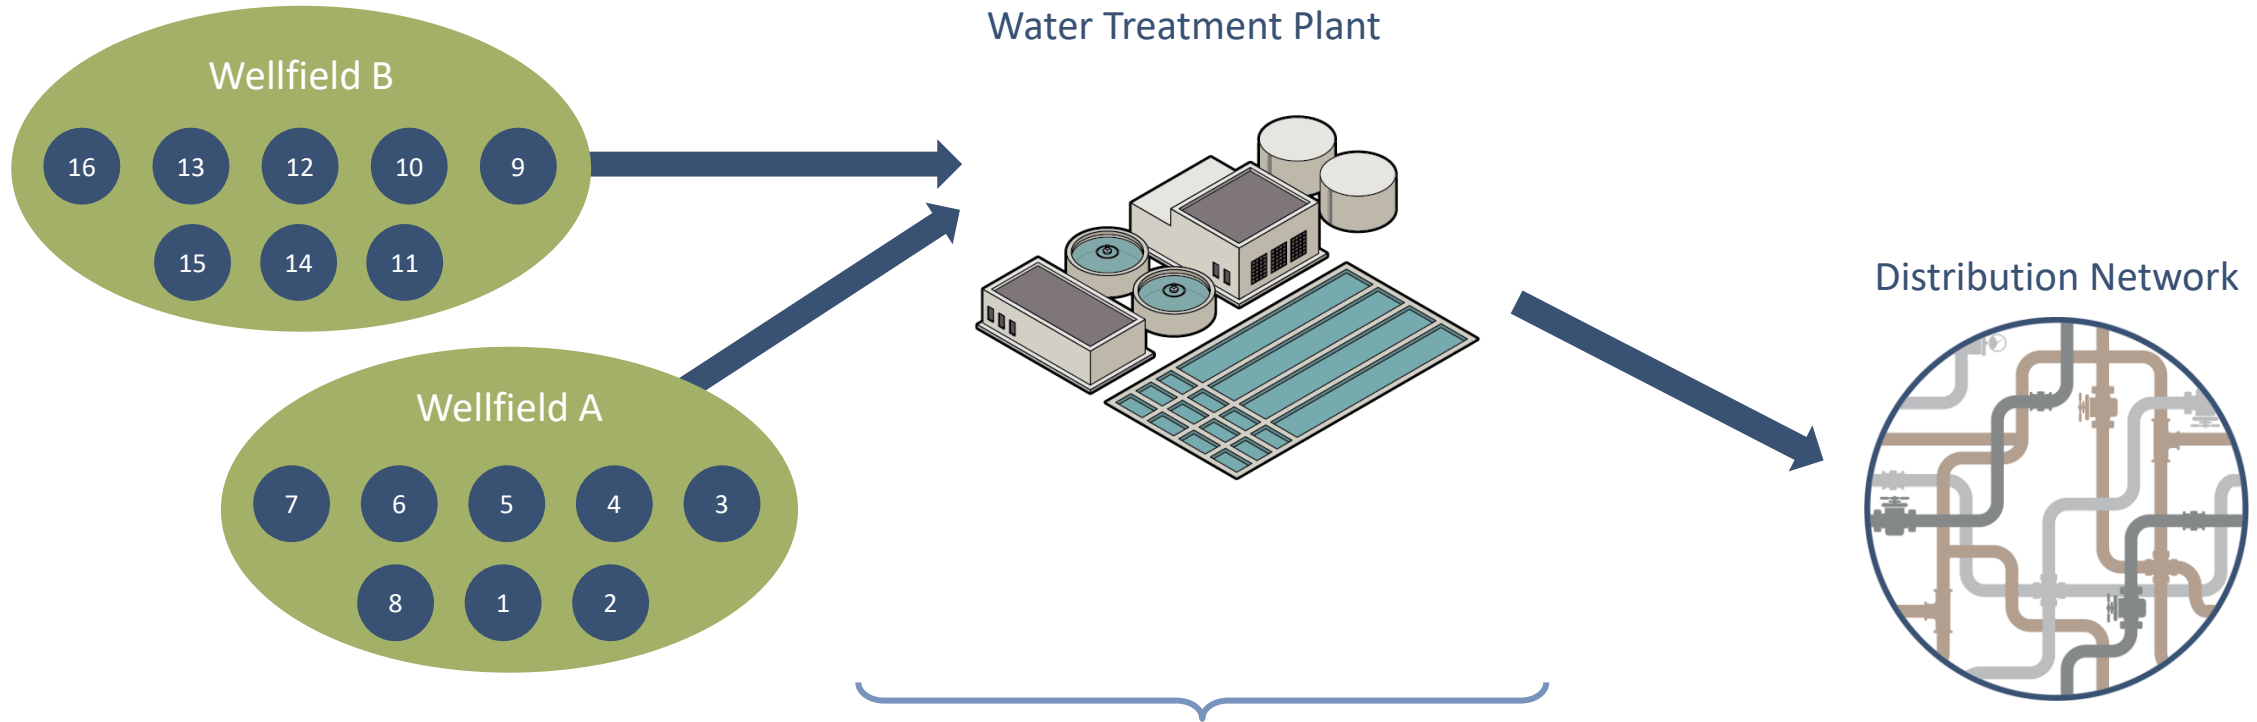 Water Treatment Plant
Wellfield B
16 13 12 10 9
15 14 11
Distribution Network
Wellfield A
7 6 5 4 3
8 1 2